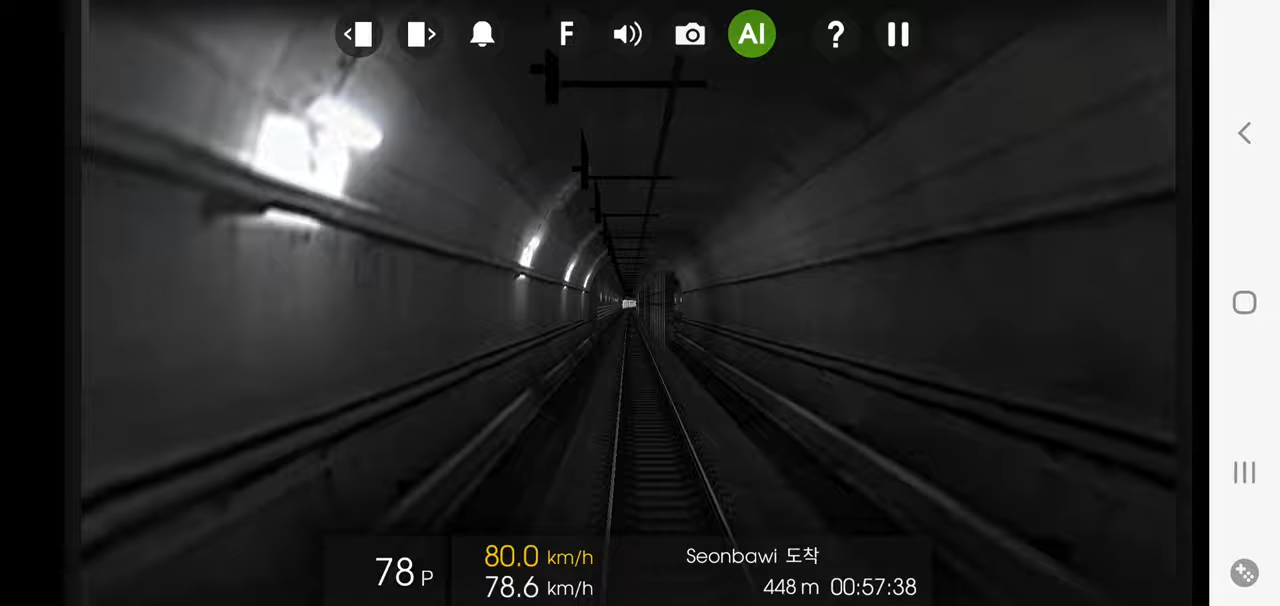 F AI ?
80.0 km/h
78 P
78.6 km/h
Seonbawi 도착
448 m 00:57:38